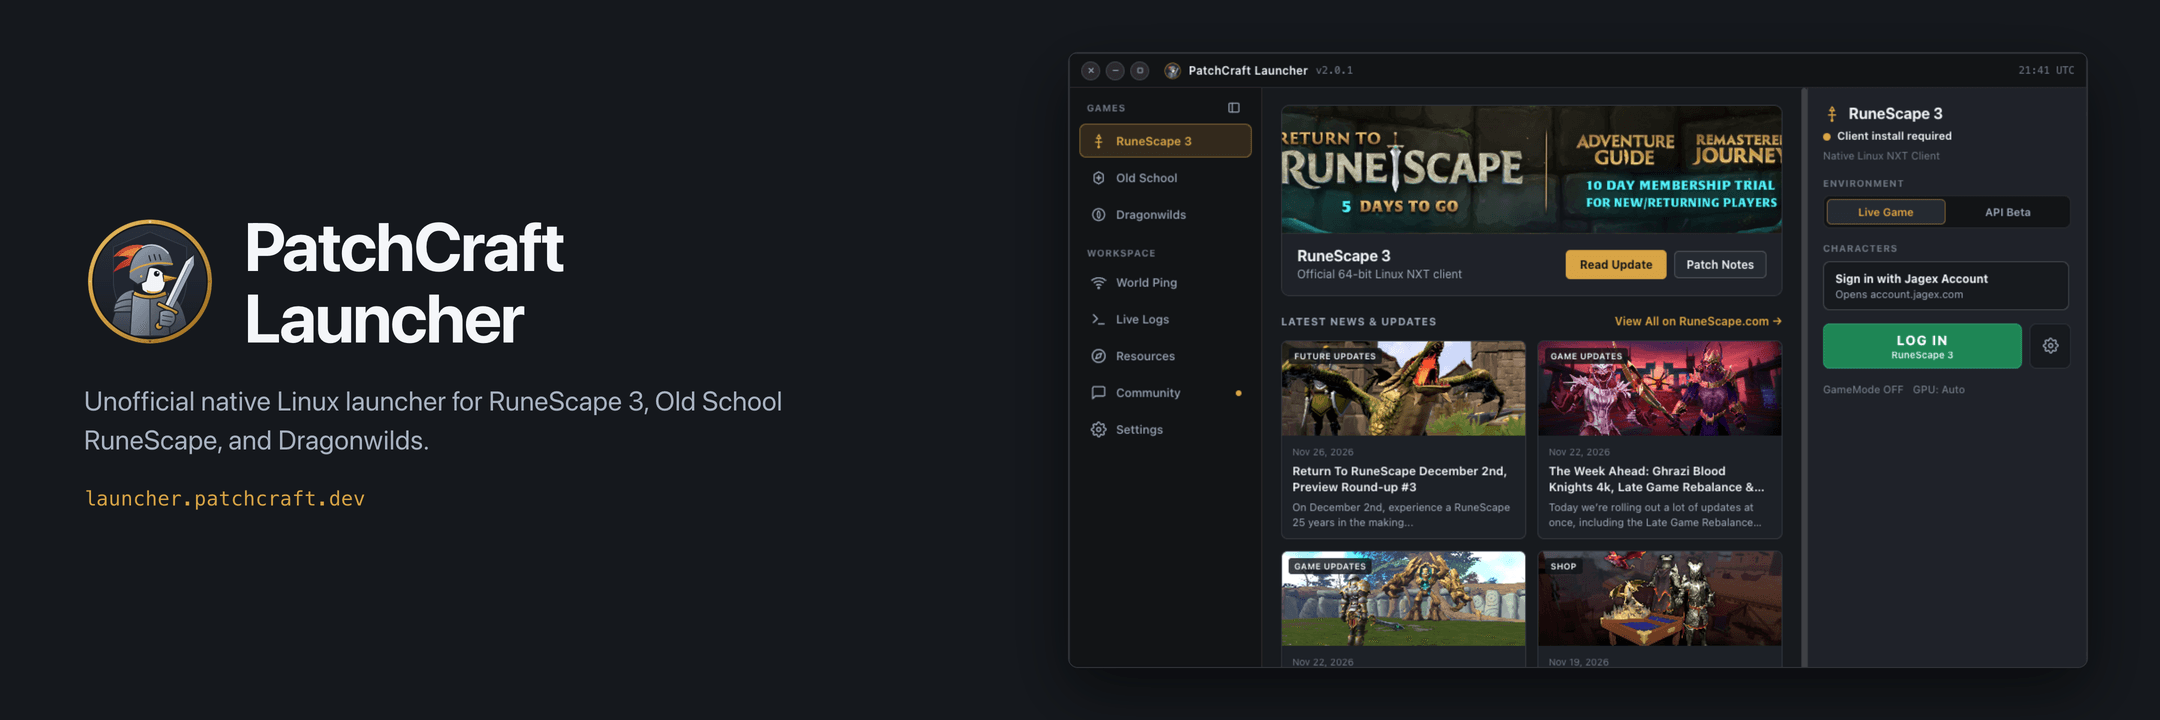 PatchCraft
Launcher
Unofficial native Linux launcher for RuneScape 3, Old School
RuneScape, and Dragonwilds.
launcher.patchcraft.dev
PatchCraft Launcher v2.0.1
21:41 UTC
GAMES
RuneScape 3
Old School
Dragonwilds
WORKSPACE
World Ping
Live Logs
Resources
Community
Settings
RETURN TO
RUNESCAPE
5 DAYS TO GO
ADVENTURE
GUIDE
REMASTERED
JOURNEY
10 DAY MEMBERSHIP TRIAL
FOR NEW/RETURNING PLAYERS
RuneScape 3
Official 64-bit Linux NXT client
Read Update
Patch Notes
LATEST NEWS & UPDATES
View All on RuneScape.com →
FUTURE UPDATES
Nov 26, 2026
Return To RuneScape December 2nd,
Preview Round-up #3
On December 2nd, experience a RuneScape
25 years in the making...
GAME UPDATES
Nov 22, 2026
The Week Ahead: Ghrazi Blood
Knights 4k, Late Game Rebalance &...
Today we're rolling out a lot of updates at
once, including the Late Game Rebalance...
GAME UPDATES
Nov 22, 2026
SHOP
Nov 19, 2026
RuneScape 3
Client install required
Native Linux NXT Client
ENVIRONMENT
Live Game
API Beta
CHARACTERS
Sign in with Jagex Account
Opens account.jagex.com
LOG IN
RuneScape 3
GameMode OFF GPU: Auto